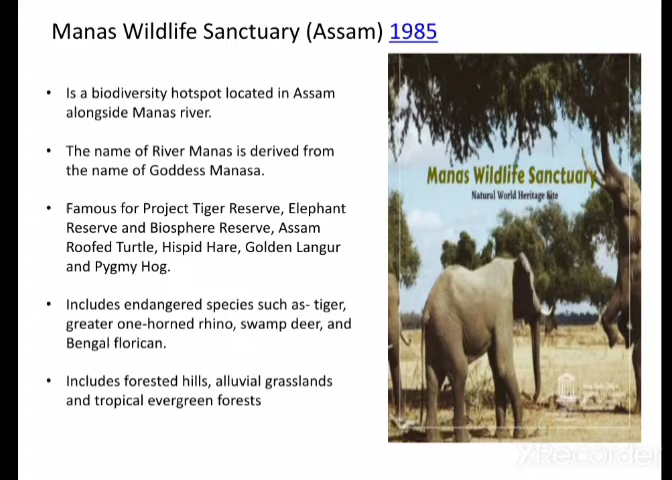 Manas Wildlife Sanctuary (Assam) 1985
• Is a biodiversity hotspot located in Assam
alongside Manas river.
• The name of River Manas is derived from
the name of Goddess Manasa.
• Famous for Project Tiger Reserve, Elephant
Reserve and Biosphere Reserve, Assam
Roofed Turtle, Hispid Hare, Golden Langur
and Pygmy Hog.
• Includes endangered species such as- tiger,
greater one-horned rhino, swamp deer, and
Bengal florican.
• Includes forested hills, alluvial grasslands
and tropical evergreen forests
Manas Wildlife Sanctuary
Natural World Heritage Site
XRecorder